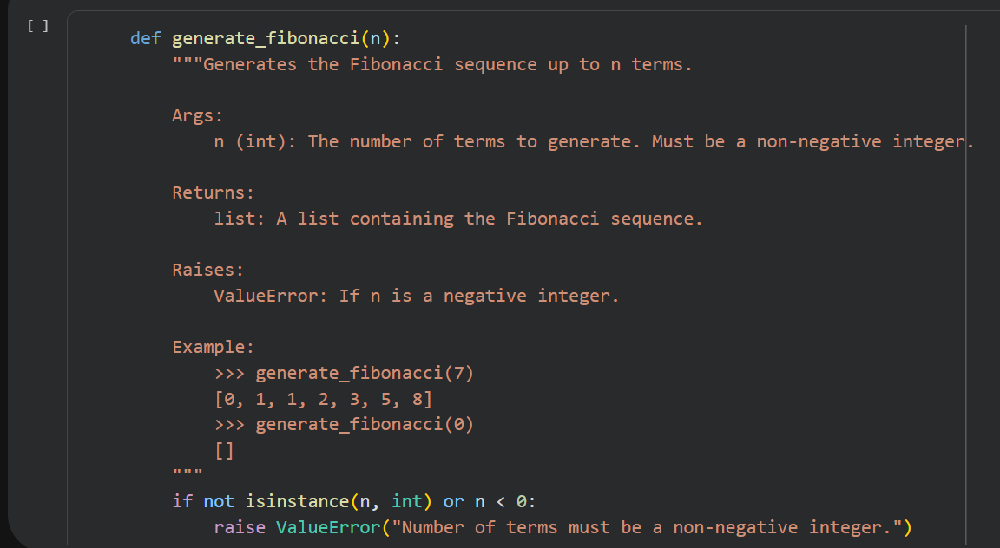 [ ]
def generate_fibonacci(n):
    """Generates the Fibonacci sequence up to n terms.

    Args:
        n (int): The number of terms to generate. Must be a non-negative integer.

    Returns:
        list: A list containing the Fibonacci sequence.

    Raises:
        ValueError: If n is a negative integer.

    Example:
        >>> generate_fibonacci(7)
        [0, 1, 1, 2, 3, 5, 8]
        >>> generate_fibonacci(0)
        []
    """
    if not isinstance(n, int) or n < 0:
        raise ValueError("Number of terms must be a non-negative integer.")